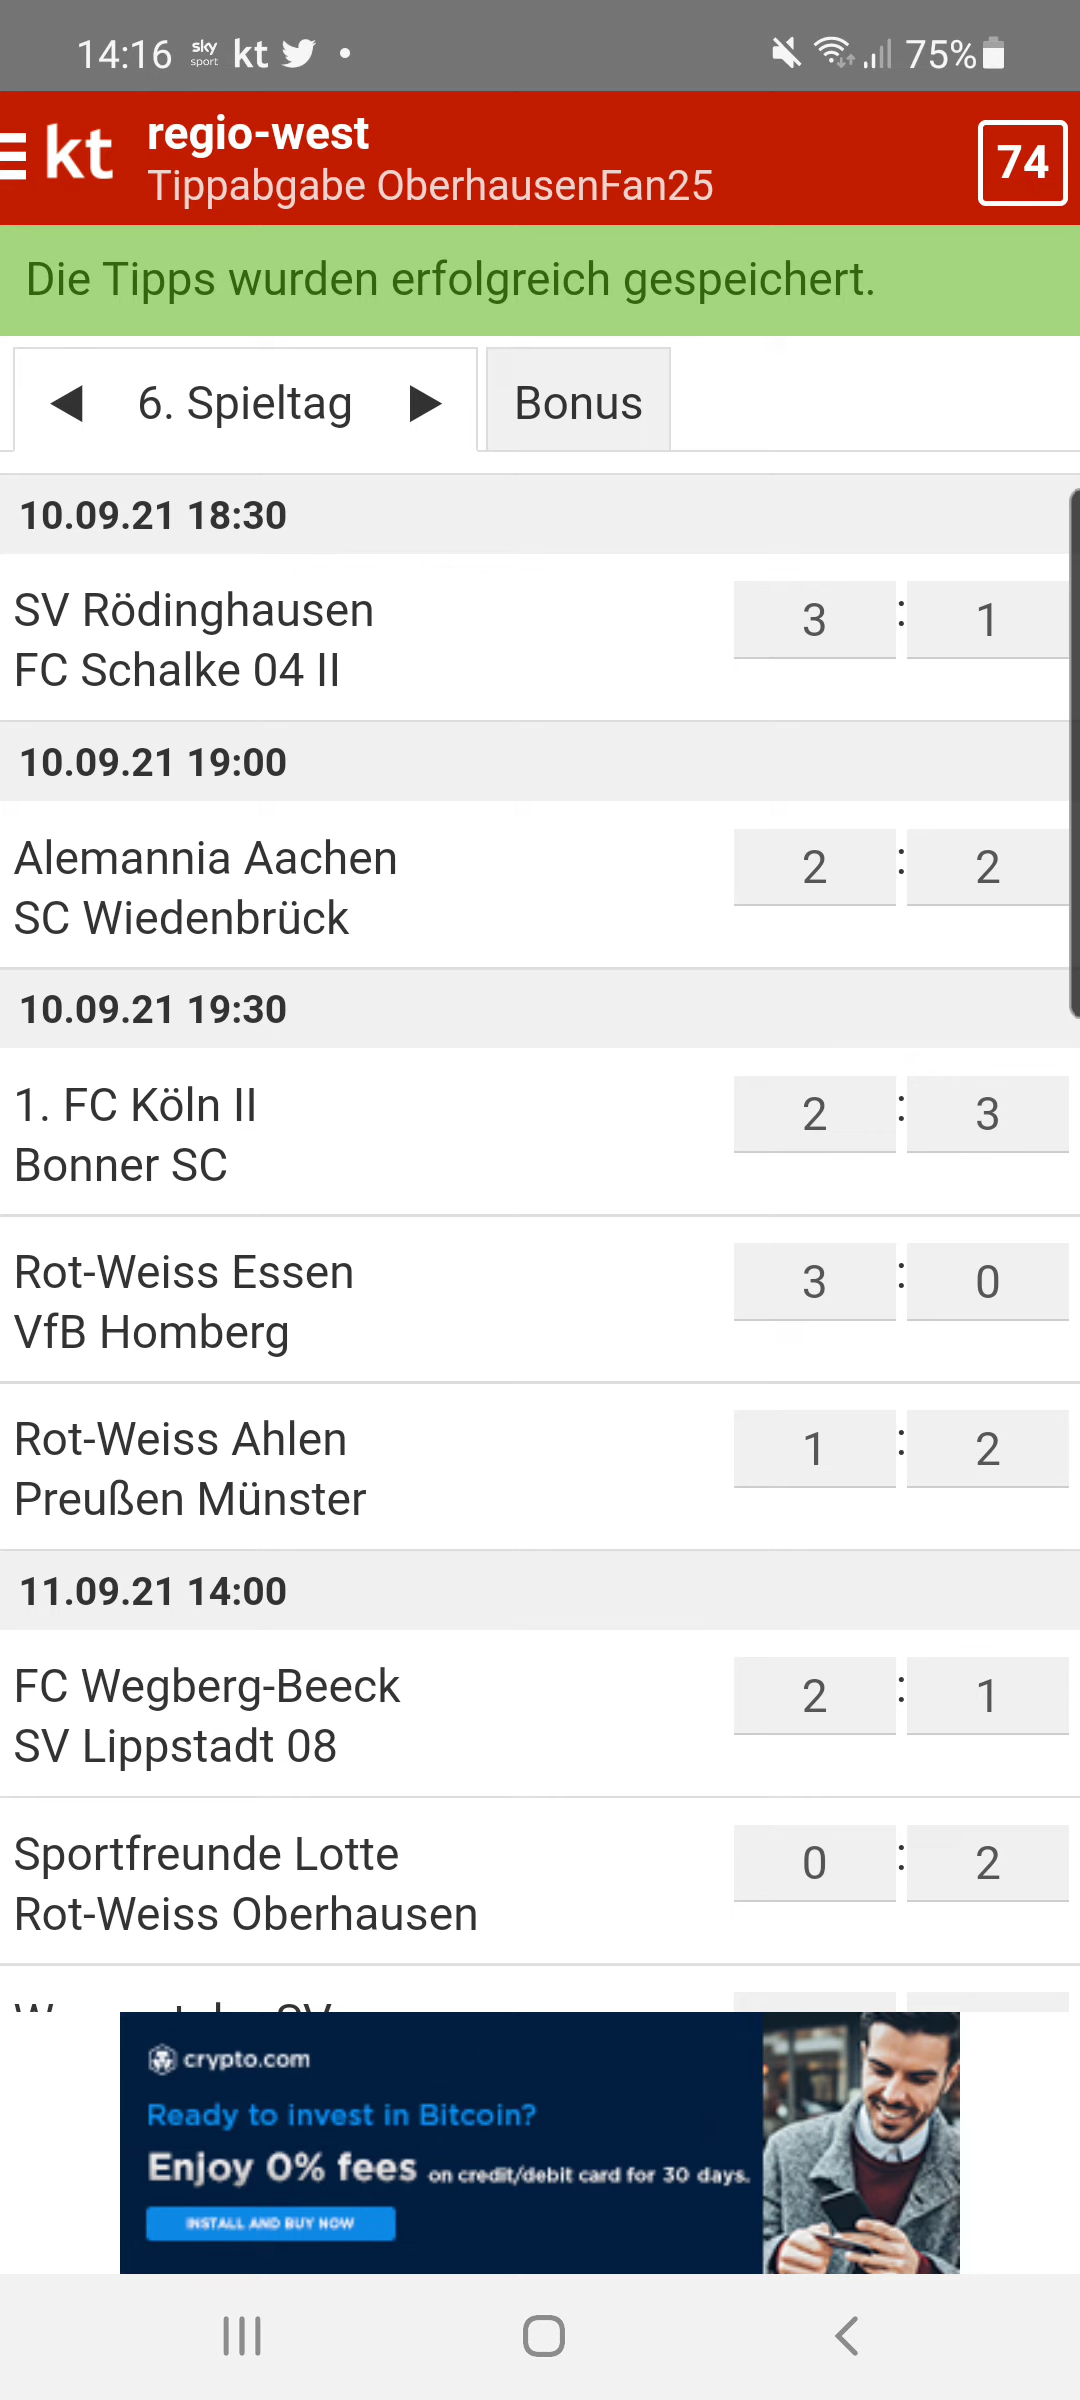 14:16 sky sport kt 75%
kt
regio-west
Tippabgabe OberhausenFan25
74
Die Tipps wurden erfolgreich gespeichert.
6. Spieltag
Bonus
10.09.21 18:30
SV Rödinghausen
FC Schalke 04 II
3 : 1
10.09.21 19:00
Alemannia Aachen
SC Wiedenbrück
2 : 2
10.09.21 19:30
1. FC Köln II
Bonner SC
2 : 3
Rot-Weiss Essen
VfB Homberg
3 : 0
Rot-Weiss Ahlen
Preußen Münster
1 : 2
11.09.21 14:00
FC Wegberg-Beeck
SV Lippstadt 08
2 : 1
Sportfreunde Lotte
Rot-Weiss Oberhausen
0 : 2
crypto.com
Ready to invest in Bitcoin?
Enjoy 0% fees on credit/debit card for 30 days.
INSTALL AND BUY NOW